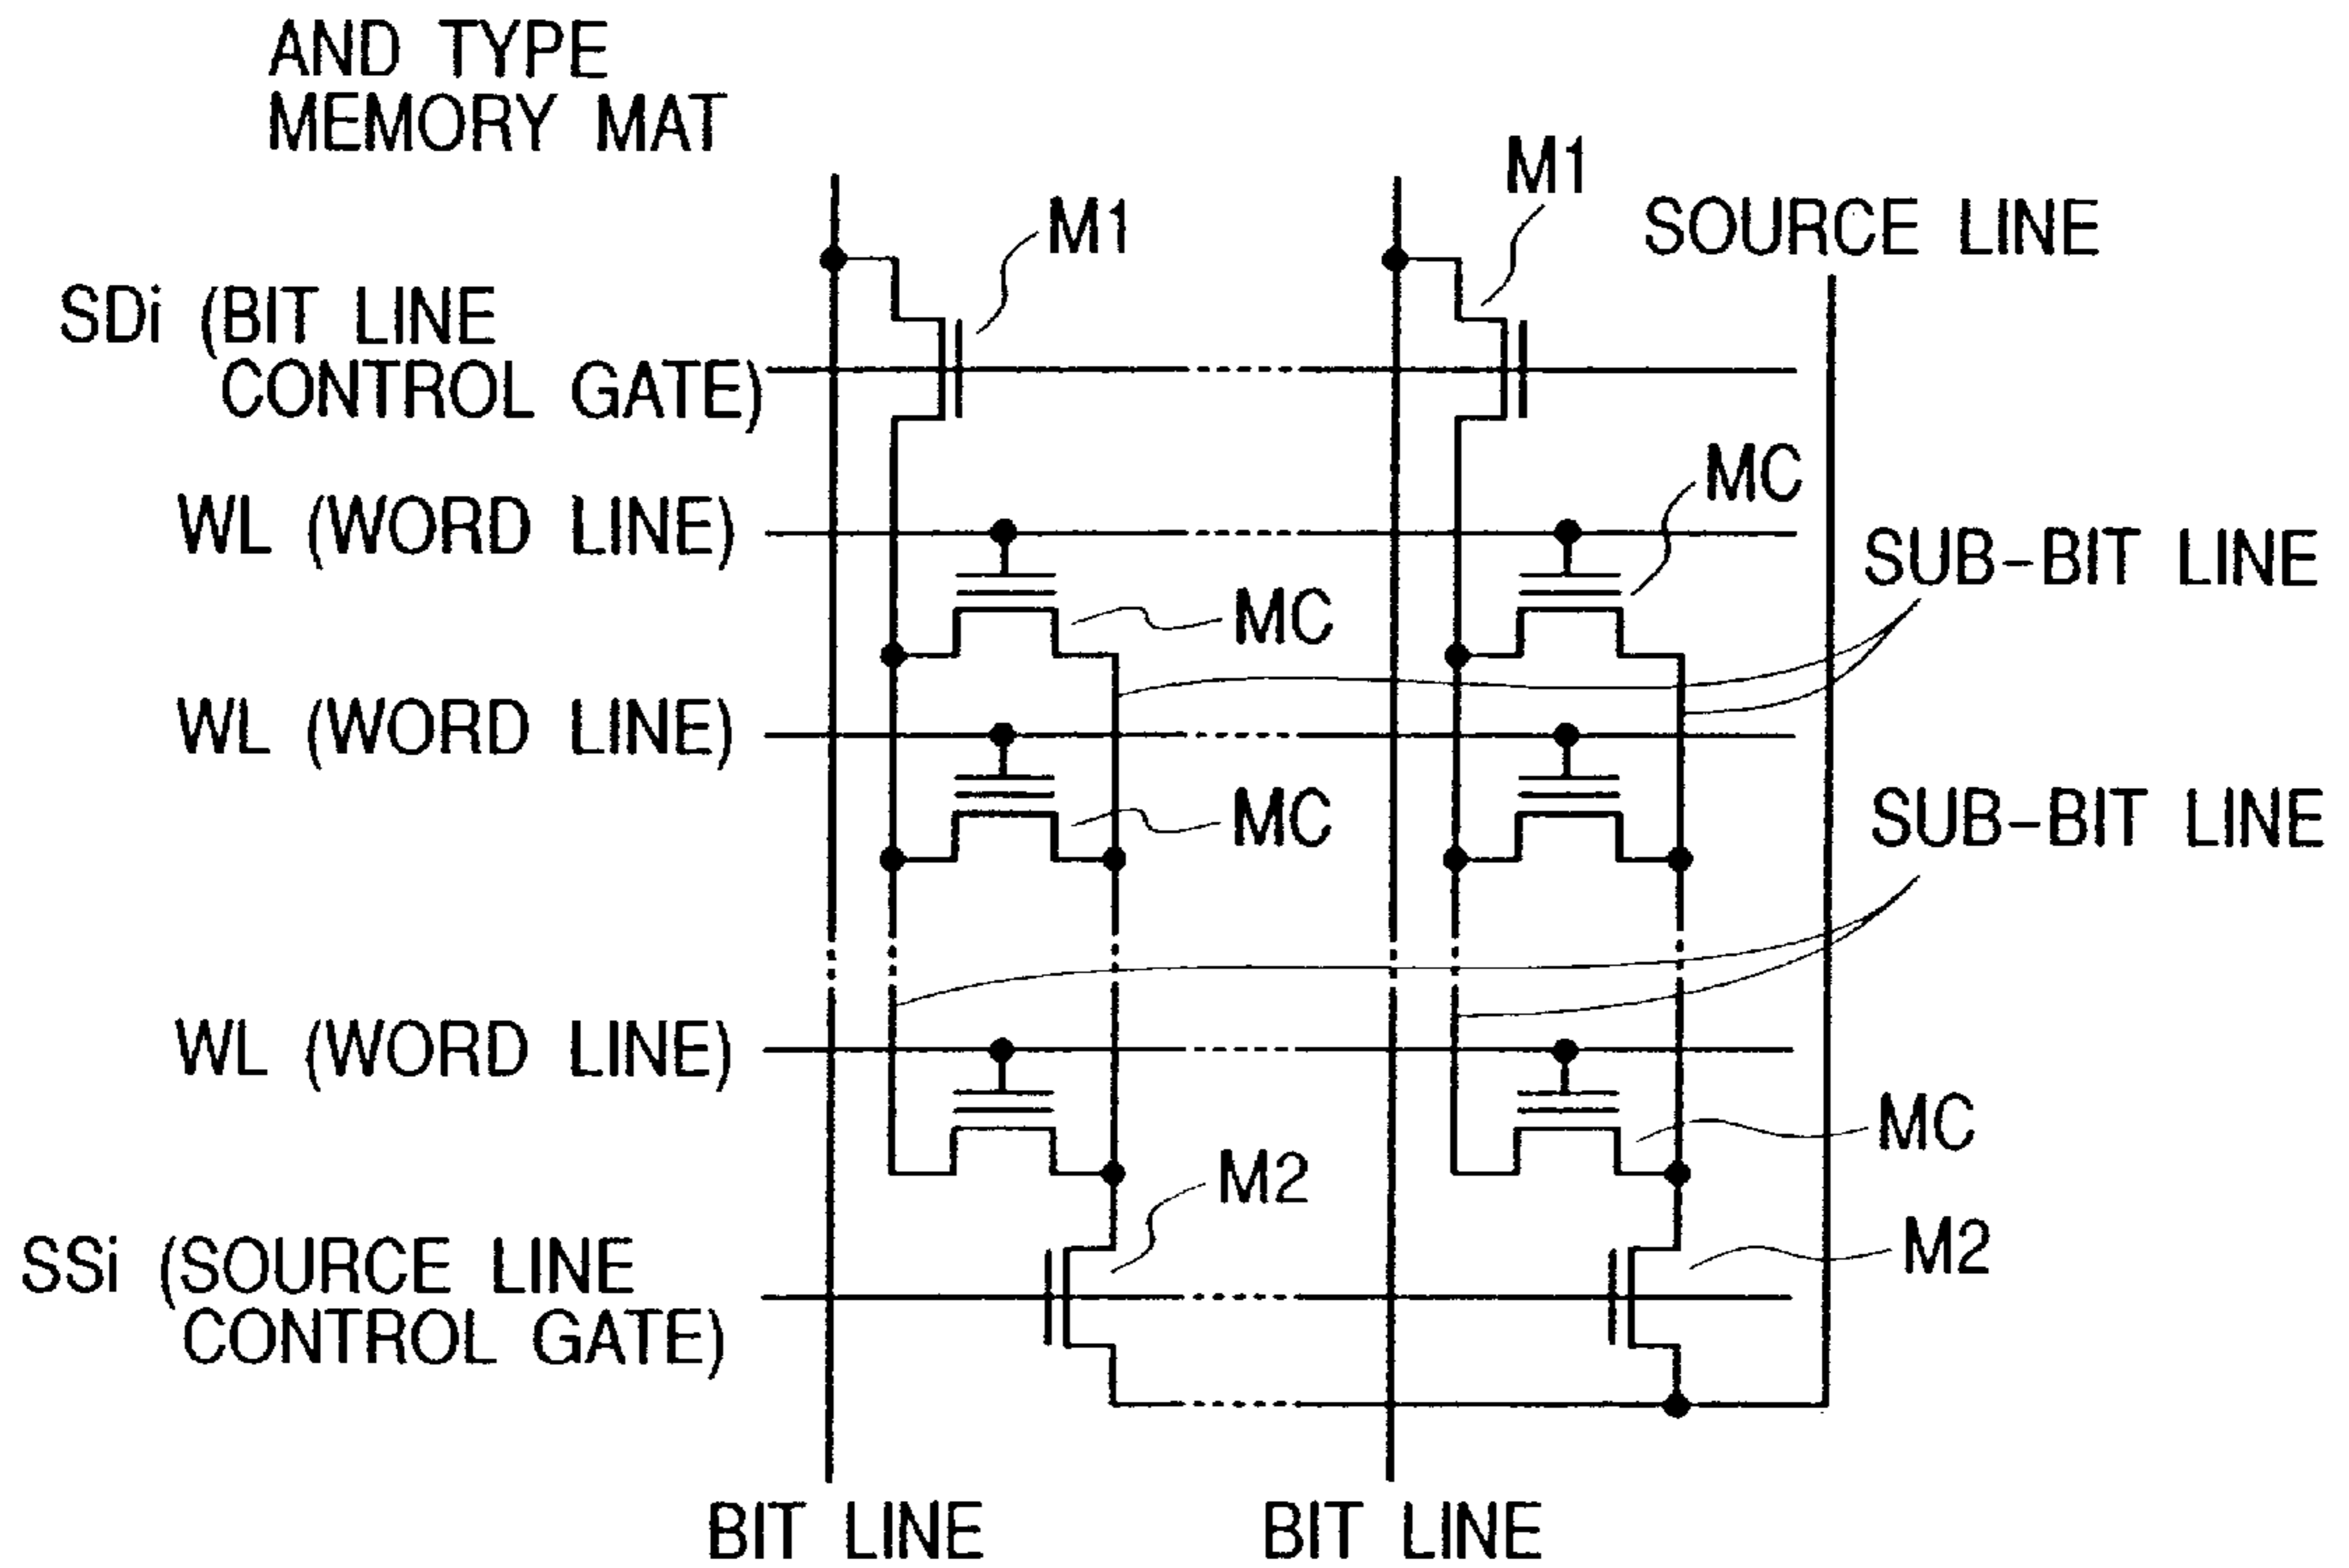 AND TYPE
MEMORY MAT
M1
M1
SOURCE LINE
SDi (BIT LINE
CONTROL GATE)
MC
WL (WORD LINE)
SUB-BIT LINE
MC
WL (WORD LINE)
MC
SUB-BIT LINE
WL (WORD LINE)
MC
M2
M2
SSi (SOURCE LINE
CONTROL GATE)
BIT LINE
BIT LINE